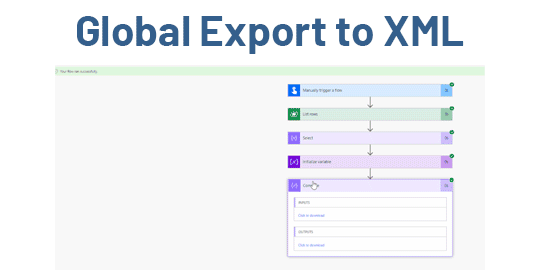 Global Export to XML
Your flow ran successfully.
Manually trigger a flow
0s
List rows
Select
Initialize variable
INPUTS
Click to download
OUTPUTS
Click to download